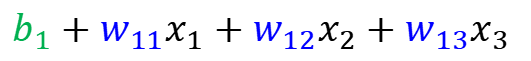 b₁ + w₁₁x₁ + w₁₂x₂ + w₁₃x₃